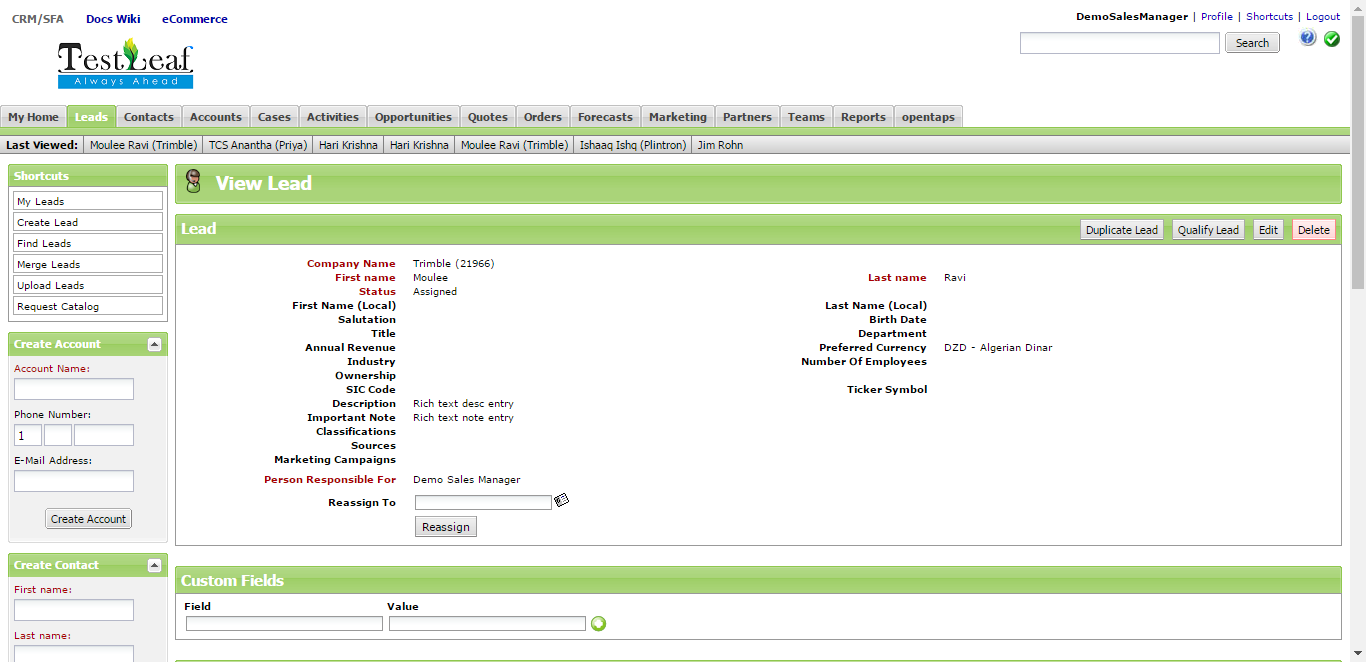 CRM/SFA Docs Wiki eCommerce
DemoSalesManager | Profile | Shortcuts | Logout
TestLeaf
Always Ahead
Search
My Home Leads Contacts Accounts Cases Activities Opportunities Quotes Orders Forecasts Marketing Partners Teams Reports opentaps
Last Viewed: Moulee Ravi (Trimble) TCS Anantha (Priya) Hari Krishna Hari Krishna Moulee Ravi (Trimble) Ishaaq Ishq (Plintron) Jim Rohn
Shortcuts
My Leads
Create Lead
Find Leads
Merge Leads
Upload Leads
Request Catalog
Create Account
Account Name:
Phone Number:
1
E-Mail Address:
Create Account
Create Contact
First name:
Last name:
View Lead
Lead
Duplicate Lead Qualify Lead Edit Delete
Company Name Trimble (21966)
First name Moulee Last name Ravi
Status Assigned
First Name (Local) Last Name (Local)
Salutation Birth Date
Title Department
Annual Revenue Preferred Currency DZD - Algerian Dinar
Industry Number Of Employees
Ownership
SIC Code Ticker Symbol
Description Rich text desc entry
Important Note Rich text note entry
Classifications
Sources
Marketing Campaigns
Person Responsible For Demo Sales Manager
Reassign To
Reassign
Custom Fields
Field Value